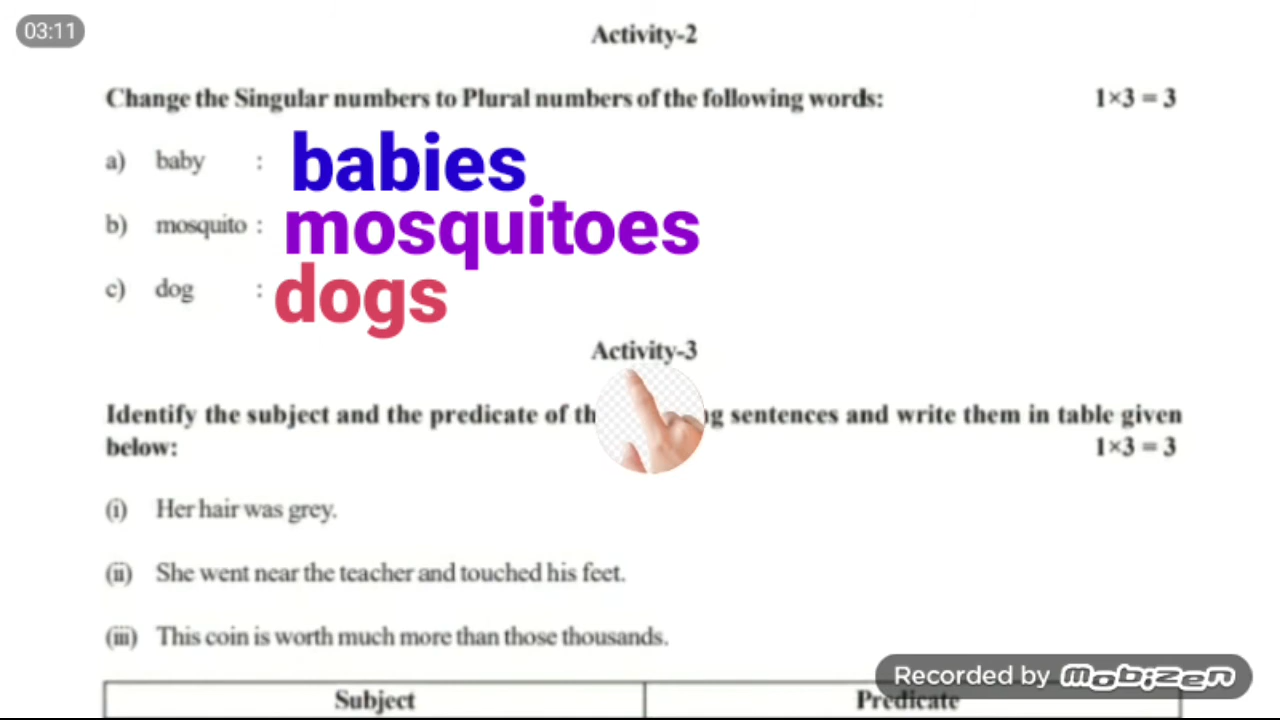 03:11
Activity-2
Change the Singular numbers to Plural numbers of the following words: 1×3 = 3
a) baby : babies
b) mosquito : mosquitoes
c) dog : dogs
Activity-3
Identify the subject and the predicate of sentences and write them in table given
below: 1×3 = 3
(i) Her hair was grey.
(ii) She went near the teacher and touched his feet.
(iii) This coin is worth much more than those thousands.
Recorded by mobizen
Subject Predicate